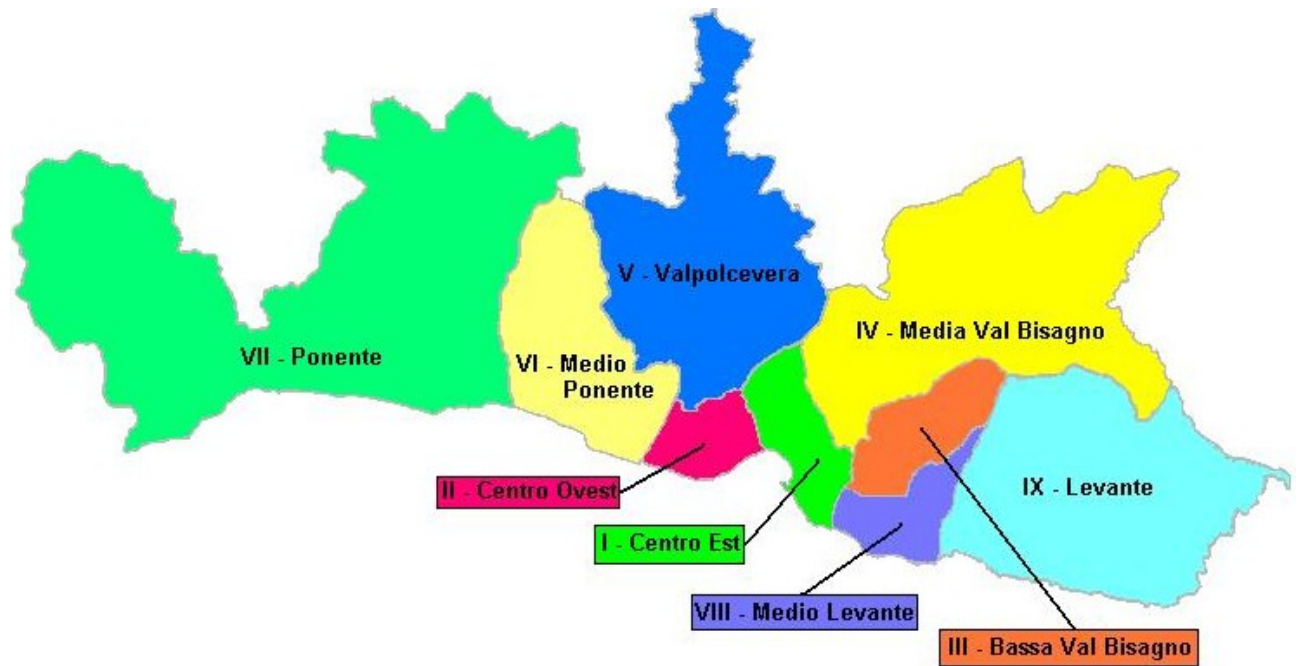 V - Valpolcevera
IV - Media Val Bisagno
VII - Ponente
VI - Medio
Ponente
II - Centro Ovest
IX - Levante
I - Centro Est
VIII - Medio Levante
III - Bassa Val Bisagno